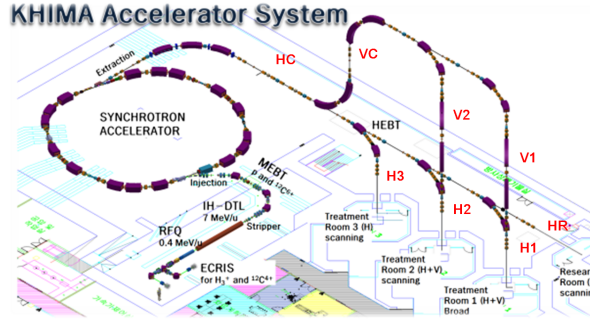 KHIMA Accelerator System
Extraction
HC
VC
SYNCHROTRON
ACCELERATOR
HEBT
V2
V1
MEBT
p and ¹²C⁶⁺
Injection
H3
IH-DTL
7 MeV/u
Stripper
RFQ
0.4 MeV/u
H2
HR
H1
ECRIS
for H₃⁺ and ¹²C⁴⁺
Treatment
Room 3 (H)
scanning
Treatment
Room 2 (H+V)
scanning
Treatment
Room 1 (H+V)
Broad
Resear
Room (
scanning